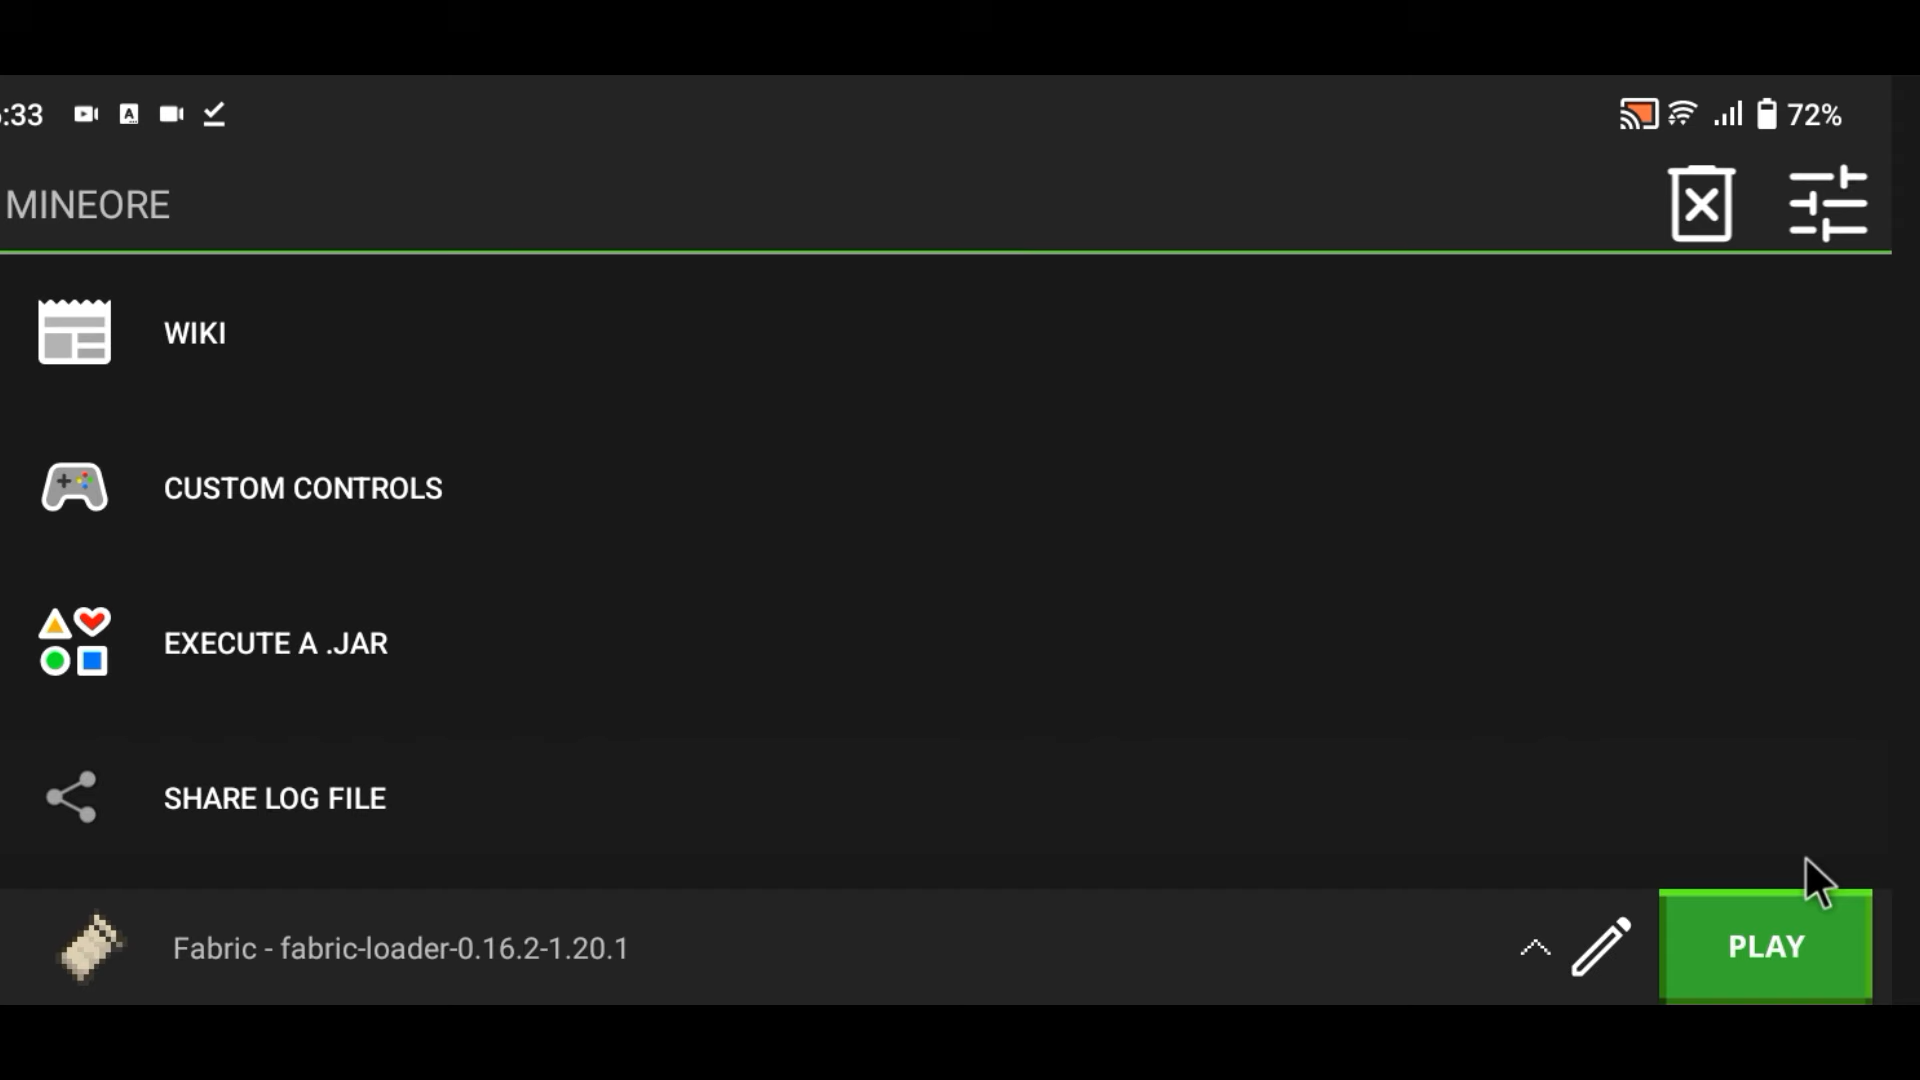 :33 72%
MINEORE
WIKI
CUSTOM CONTROLS
EXECUTE A .JAR
SHARE LOG FILE
Fabric - fabric-loader-0.16.2-1.20.1
PLAY